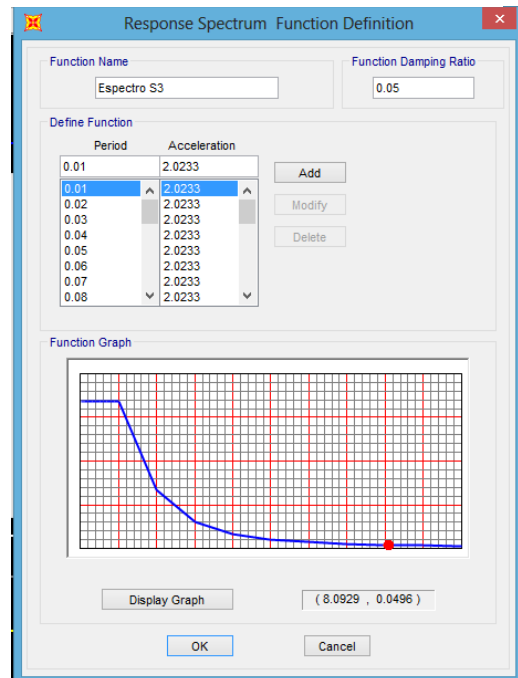 Response Spectrum Function Definition
Function Name
Espectro S3
Function Damping Ratio
0.05
Define Function
Period Acceleration
0.01 2.0233
0.01 2.0233
0.02 2.0233
0.03 2.0233
0.04 2.0233
0.05 2.0233
0.06 2.0233
0.07 2.0233
0.08 2.0233
Add
Modify
Delete
Function Graph
Display Graph
( 8.0929 , 0.0496 )
OK
Cancel